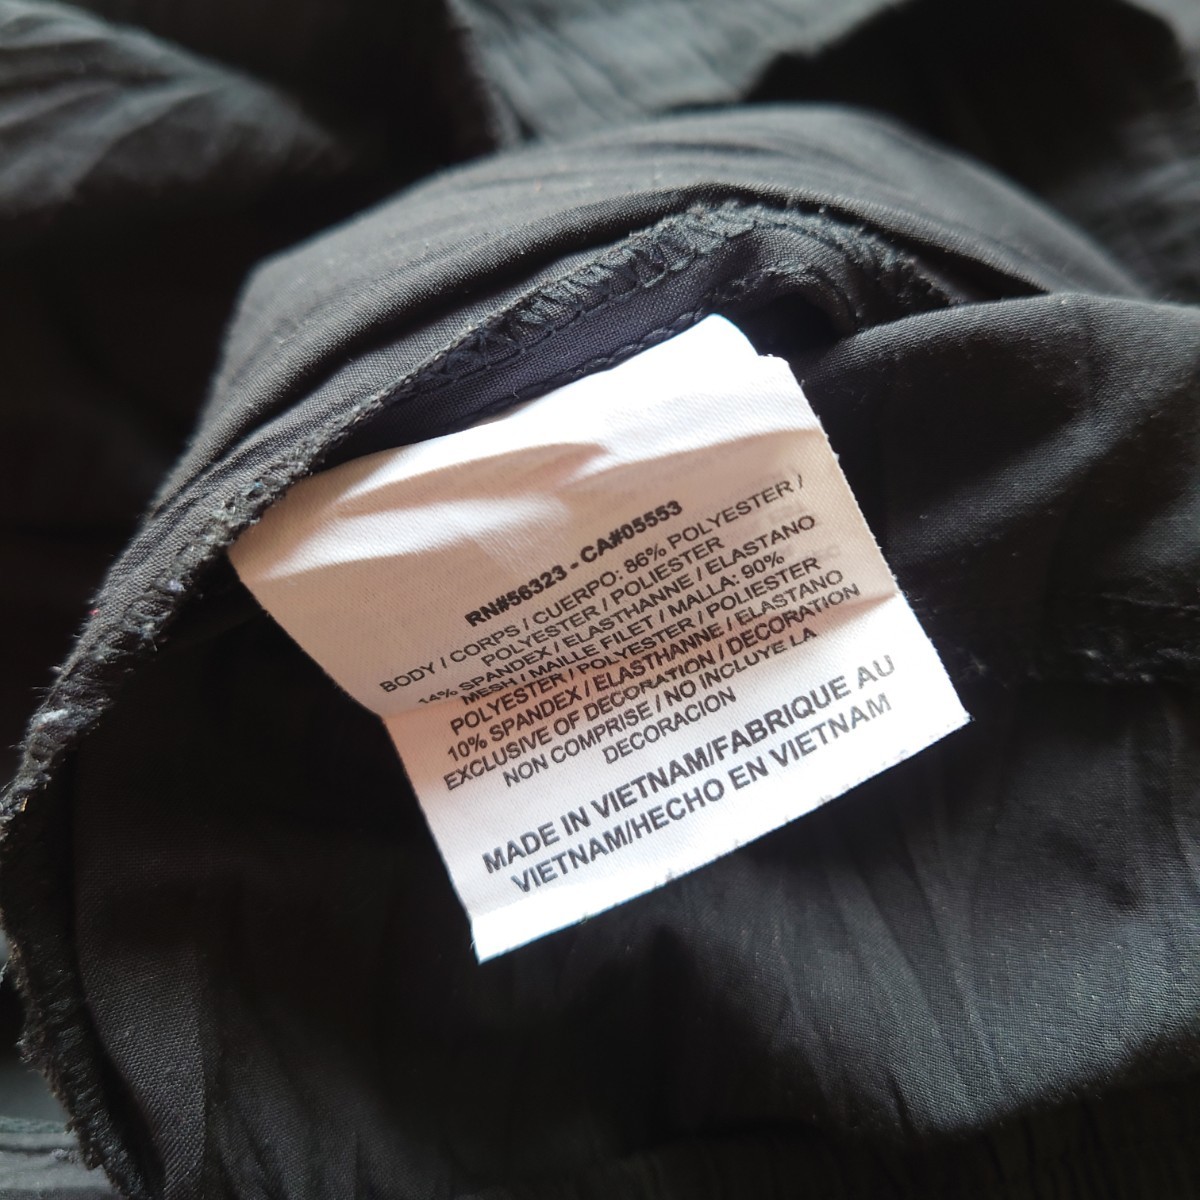 RN#56323 - CA#05553
BODY / CORPS / CUERPO: 86% POLYESTER /
POLYESTER / POLIESTER
14% SPANDEX / ELASTHANNE / ELASTANO
MESH / MAILLE FILET / MALLA: 90%
POLYESTER / POLYESTER / POLIESTER
10% SPANDEX / ELASTHANNE / ELASTANO
EXCLUSIVE OF DECORATION / DECORATION
NON COMPRISE / NO INCLUYE LA
DECORACION
MADE IN VIETNAM/FABRIQUE AU
VIETNAM/HECHO EN VIETNAM